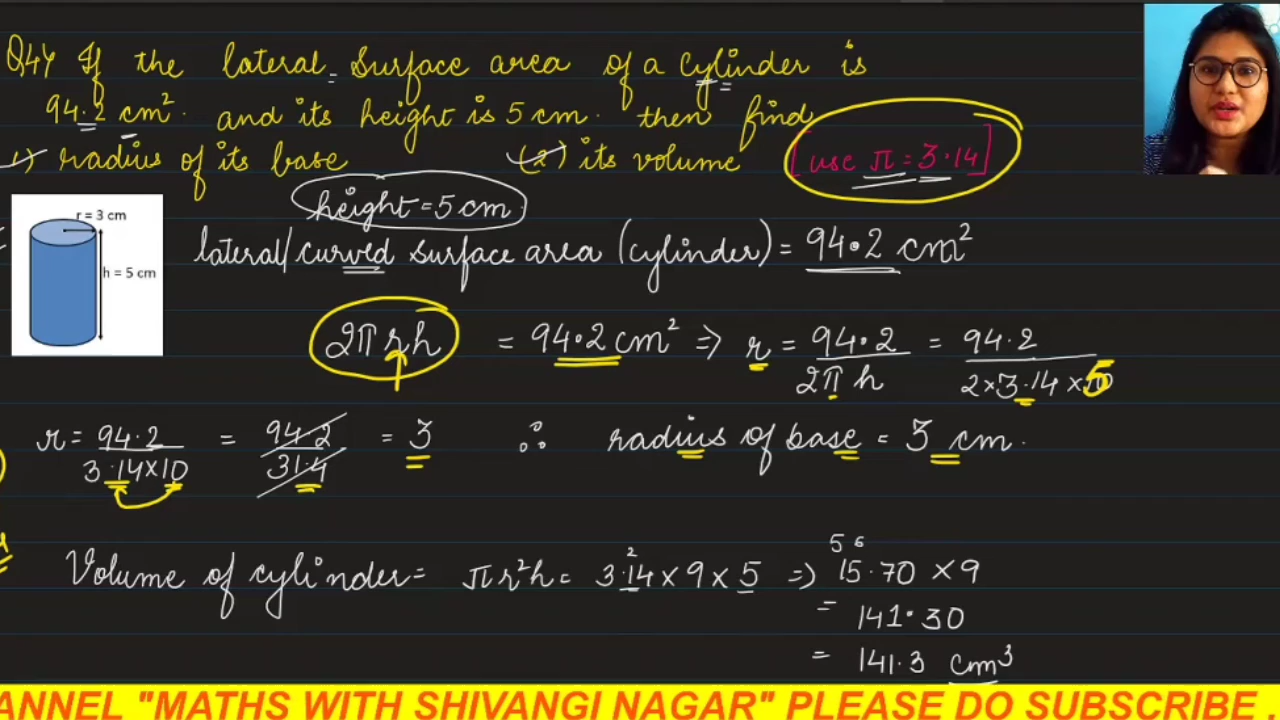 Q44 If the lateral surface area of a cylinder is
94.2 cm². and its height is 5 cm. then find
1) radius of its base (2) its volume [use π = 3.14]
height = 5 cm
r = 3 cm
h = 5 cm
lateral/curved surface area (cylinder) = 94.2 cm²
2πrh = 94.2 cm² ⇒ r = 94.2 / 2πh = 94.2 / 2×3.14×5
r = 94.2 / 3.14×10 = 94.2 / 31.4 = 3 ∴ radius of base = 3 cm.
Volume of cylinder = πr²h = 3.14 × 9 × 5 ⇒ 15.70 × 9
= 141.30
= 141.3 cm³
ANNEL "MATHS WITH SHIVANGI NAGAR" PLEASE DO SUBSCRIBE .